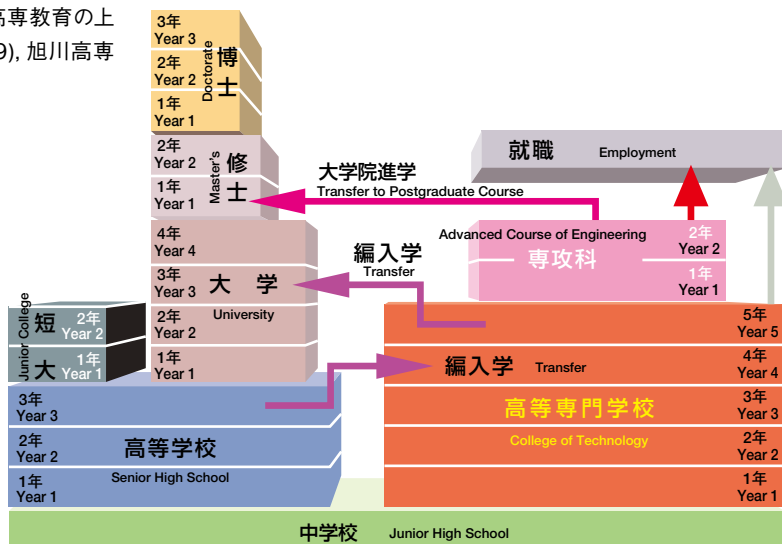 高専教育の上
9), 旭川高専
3年
Year 3
2年
Year 2
1年
Year 1
博士
Doctorate
2年
Year 2
1年
Year 1
修士
Master's
大学院進学
Transfer to Postgraduate Course
就職 Employment
4年
Year 4
3年
Year 3
2年
Year 2
1年
Year 1
大学
University
編入学
Transfer
Advanced Course of Engineering
専攻科
2年
Year 2
1年
Year 1
短大
Junior College
2年
Year 2
1年
Year 1
5年
Year 5
4年
Year 4
3年
Year 3
2年
Year 2
1年
Year 1
編入学 Transfer
高等専門学校
College of Technology
3年
Year 3
2年
Year 2
1年
Year 1
高等学校
Senior High School
中学校 Junior High School